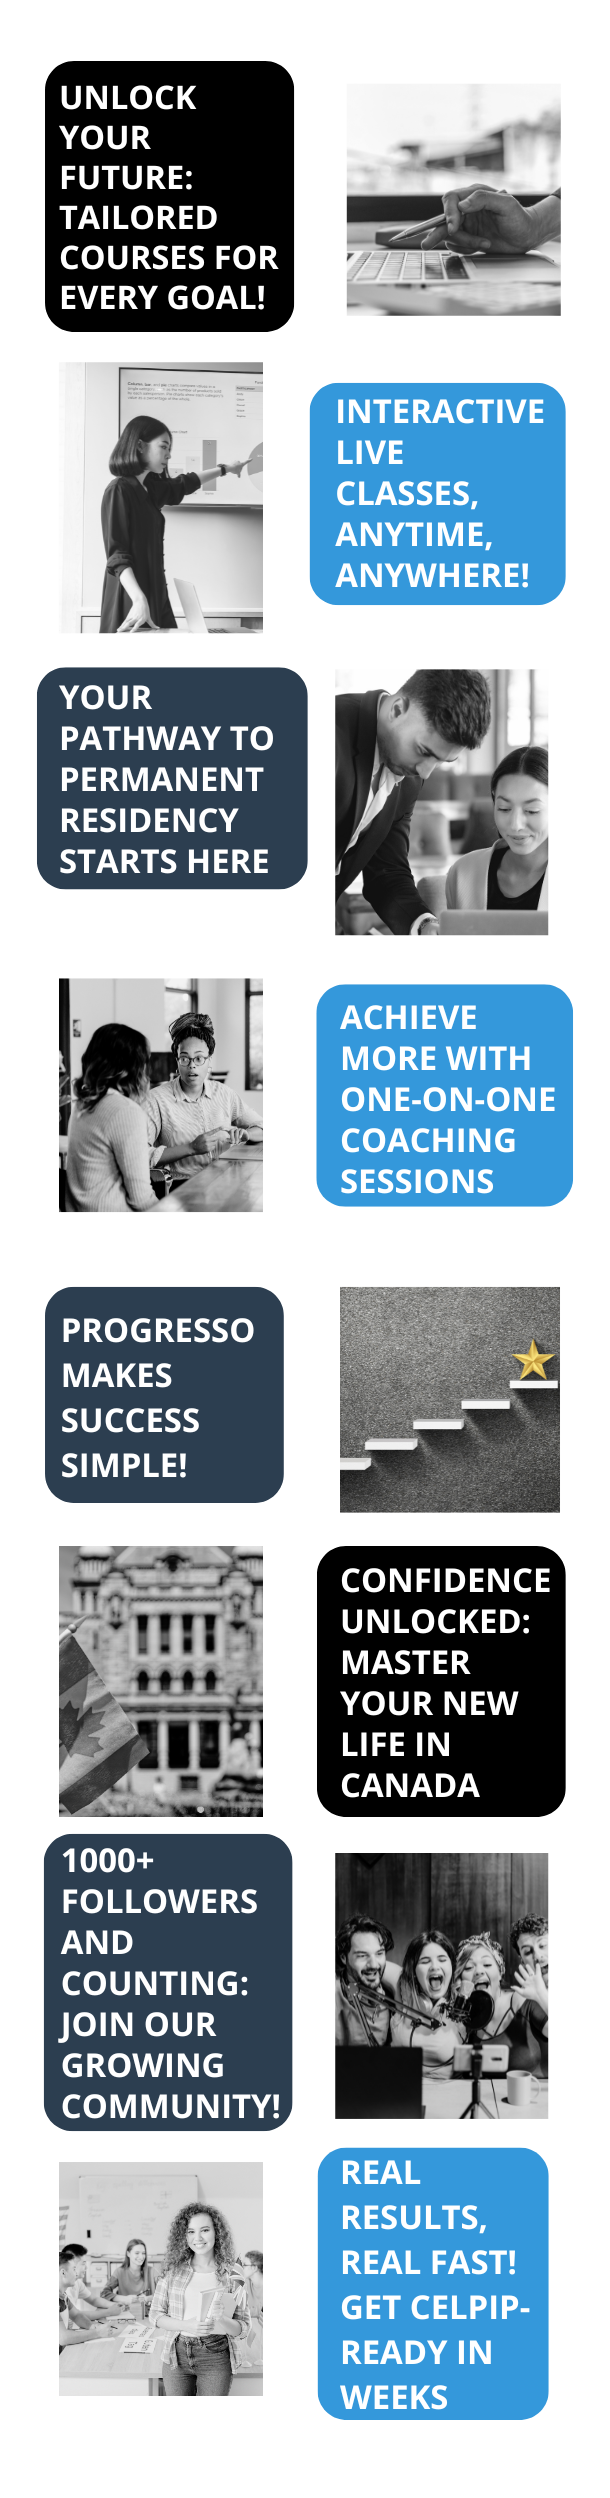 UNLOCK
YOUR
FUTURE:
TAILORED
COURSES FOR
EVERY GOAL!
INTERACTIVE
LIVE
CLASSES,
ANYTIME,
ANYWHERE!
YOUR
PATHWAY TO
PERMANENT
RESIDENCY
STARTS HERE
ACHIEVE
MORE WITH
ONE-ON-ONE
COACHING
SESSIONS
PROGRESSO
MAKES
SUCCESS
SIMPLE!
CONFIDENCE
UNLOCKED:
MASTER
YOUR NEW
LIFE IN
CANADA
1000+
FOLLOWERS
AND
COUNTING:
JOIN OUR
GROWING
COMMUNITY!
REAL
RESULTS,
REAL FAST!
GET CELPIP-
READY IN
WEEKS